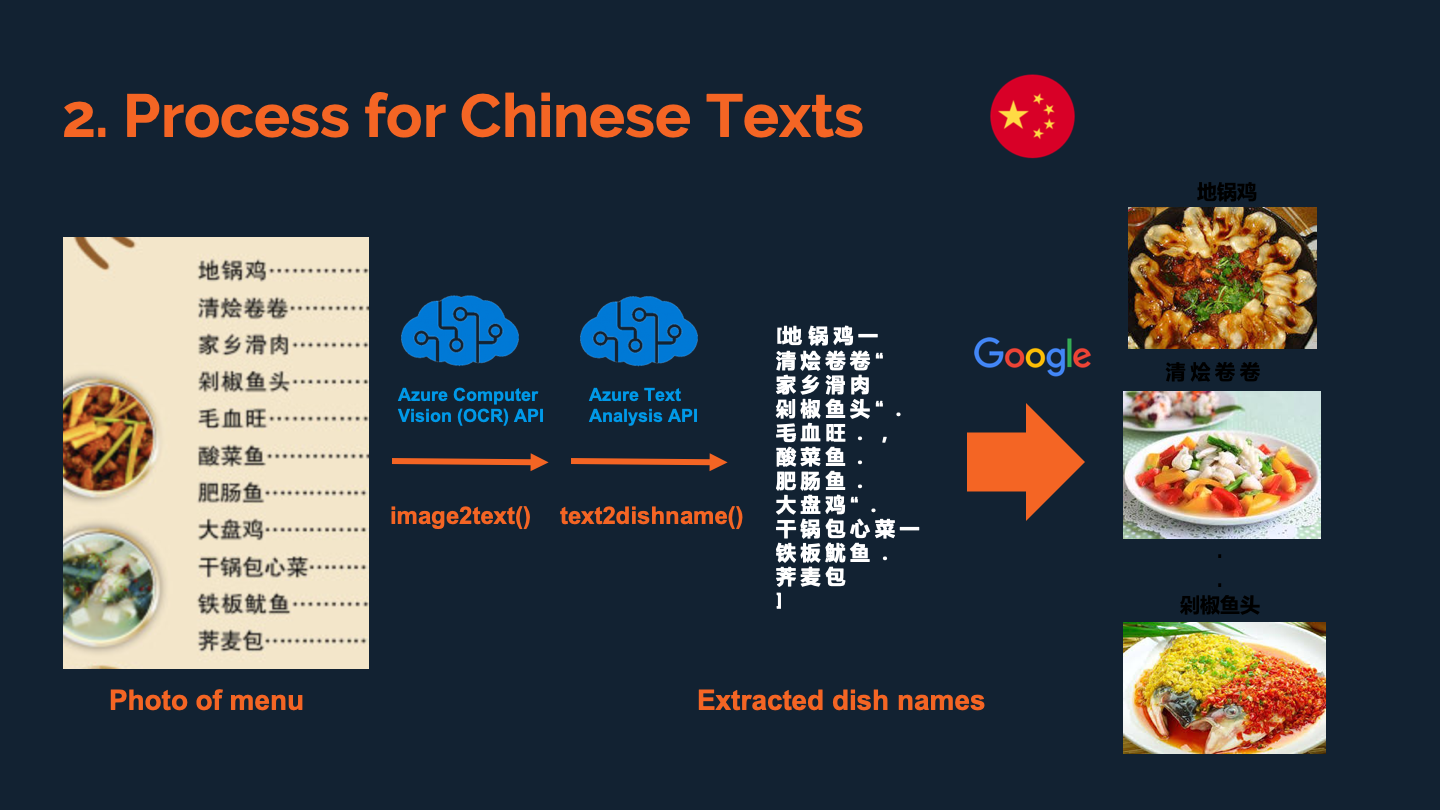 2. Process for Chinese Texts
地锅鸡·············
清烩卷卷···········
家乡滑肉···········
剁椒鱼头···········
毛血旺·············
酸菜鱼··············
肥肠鱼··············
大盘鸡··············
干锅包心菜········
铁板鱿鱼···········
荞麦包··············
Photo of menu
Azure Computer
Vision (OCR) API
image2text()
Azure Text
Analysis API
text2dishname()
[地锅鸡一
清烩卷卷“
家乡滑肉
剁椒鱼头“.
毛血旺. ,
酸菜鱼.
肥肠鱼.
大盘鸡“.
干锅包心菜一
铁板鱿鱼.
荞麦包
]
Extracted dish names
Google
地锅鸡
清烩卷卷
.
.
剁椒鱼头